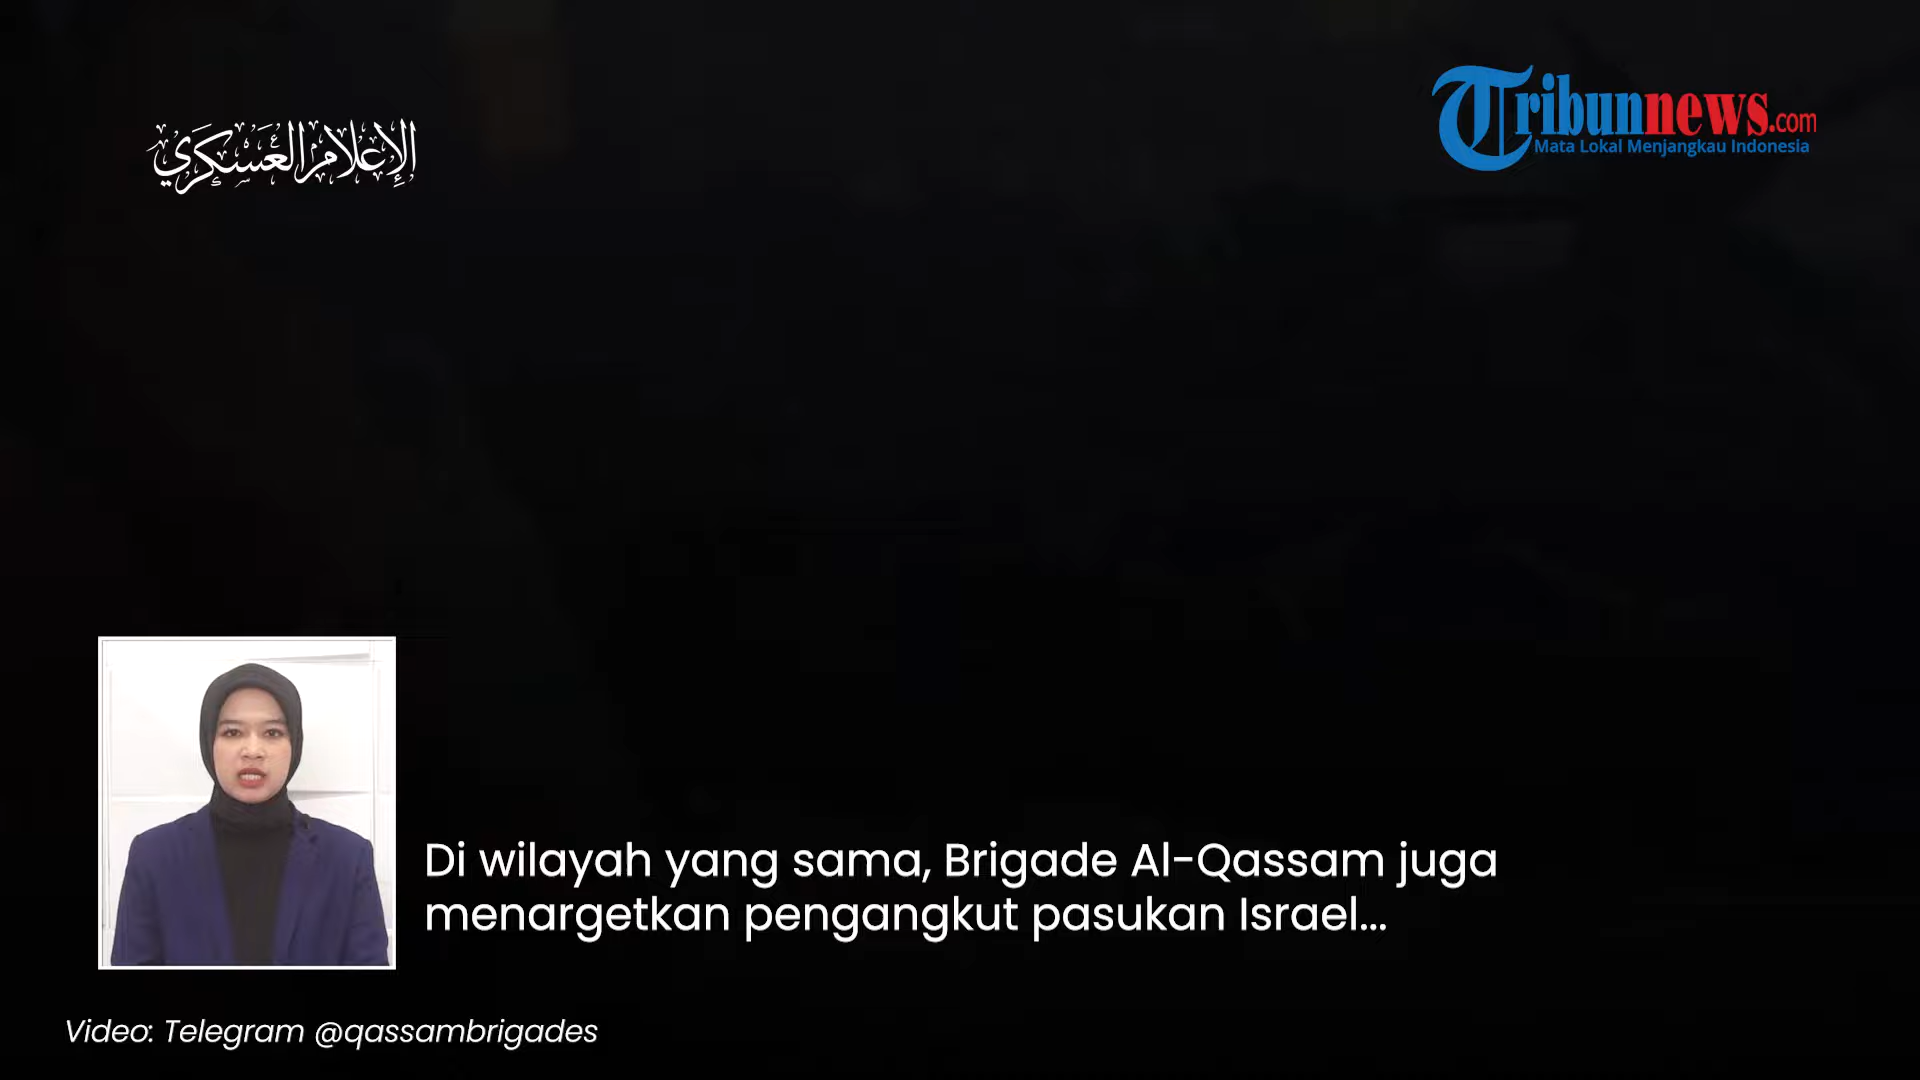 الإعلام العسكري
Tribunnews.com
Mata Lokal Menjangkau Indonesia
Di wilayah yang sama, Brigade Al-Qassam juga
menargetkan pengangkut pasukan Israel...
Video: Telegram @qassambrigades